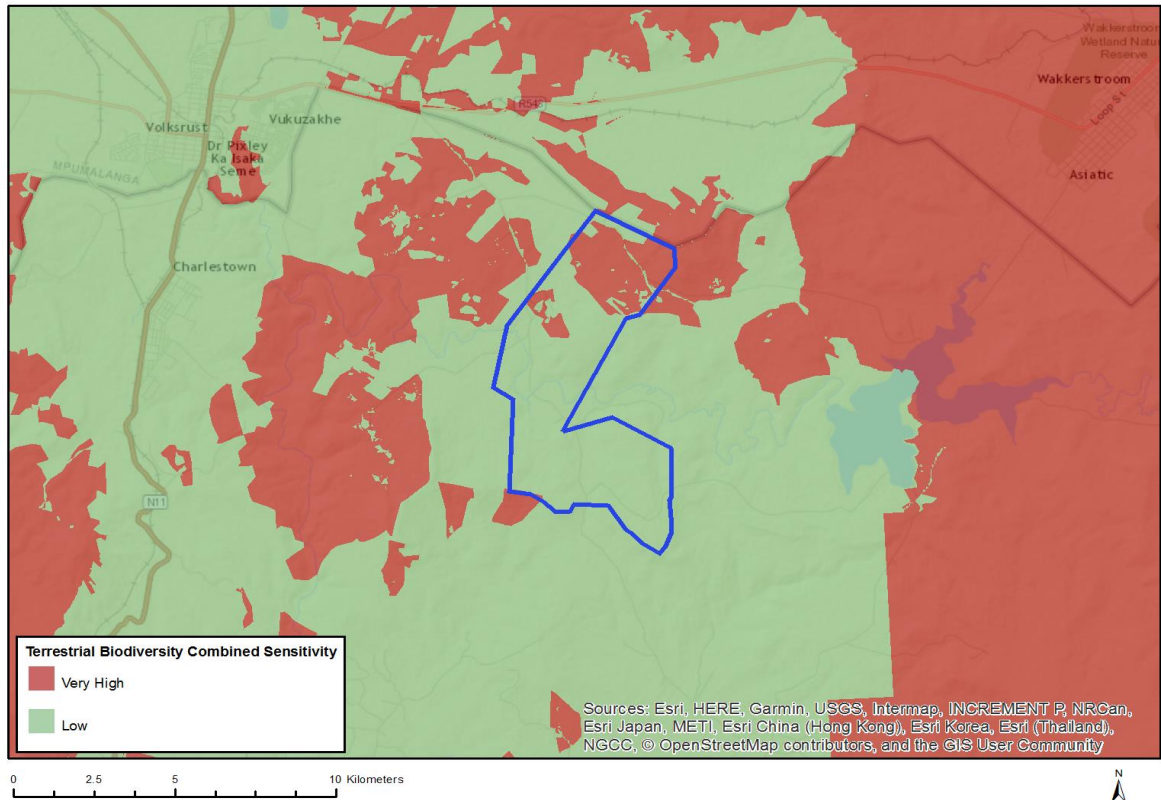 Wakkerstroom
Wetland Natur
Reserve
Wakkerstroom
Loop St
R543
Volksrust
Vukuzakhe
Dr Pixley
Ka Isaka
Seme
MPUMALANGA
Asiatic
Charlestown
N11
Terrestrial Biodiversity Combined Sensitivity
Very High
Low
Sources: Esri, HERE, Garmin, USGS, Intermap, INCREMENT P, NRCan,
Esri Japan, METI, Esri China (Hong Kong), Esri Korea, Esri (Thailand),
NGCC, © OpenStreetMap contributors, and the GIS User Community
0 2.5 5 10 Kilometers
N